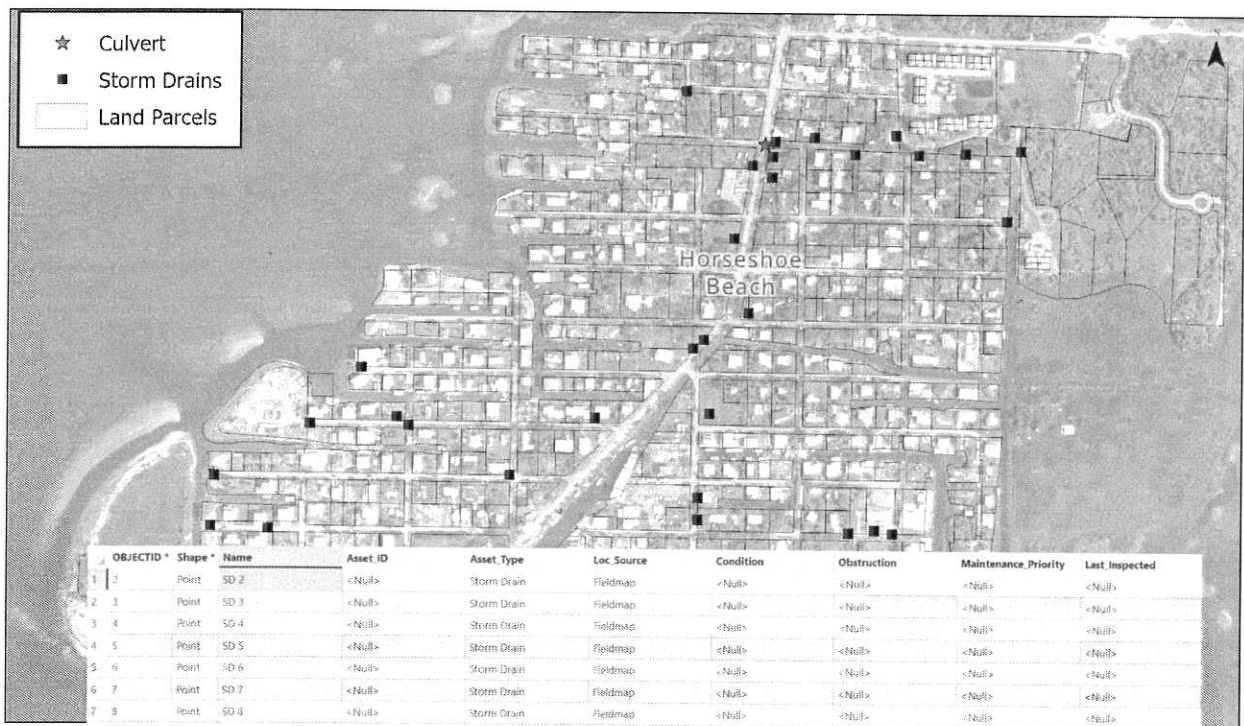 Culvert
Storm Drains
Land Parcels
N
Horseshoe
Beach
OBJECTID * Shape * Name Asset_ID Asset_Type Loc_Source Condition Obstruction Maintenance_Priority Last_Inspected
1 2 Point SD 2 <Null> Storm Drain Fieldmap <Null> <Null> <Null> <Null>
2 3 Point SD 3 <Null> Storm Drain Fieldmap <Null> <Null> <Null> <Null>
3 4 Point SD 4 <Null> Storm Drain Fieldmap <Null> <Null> <Null> <Null>
4 5 Point SD 5 <Null> Storm Drain Fieldmap <Null> <Null> <Null> <Null>
5 6 Point SD 6 <Null> Storm Drain Fieldmap <Null> <Null> <Null> <Null>
6 7 Point SD 7 <Null> Storm Drain Fieldmap <Null> <Null> <Null> <Null>
7 8 Point SD 8 <Null> Storm Drain Fieldmap <Null> <Null> <Null> <Null>